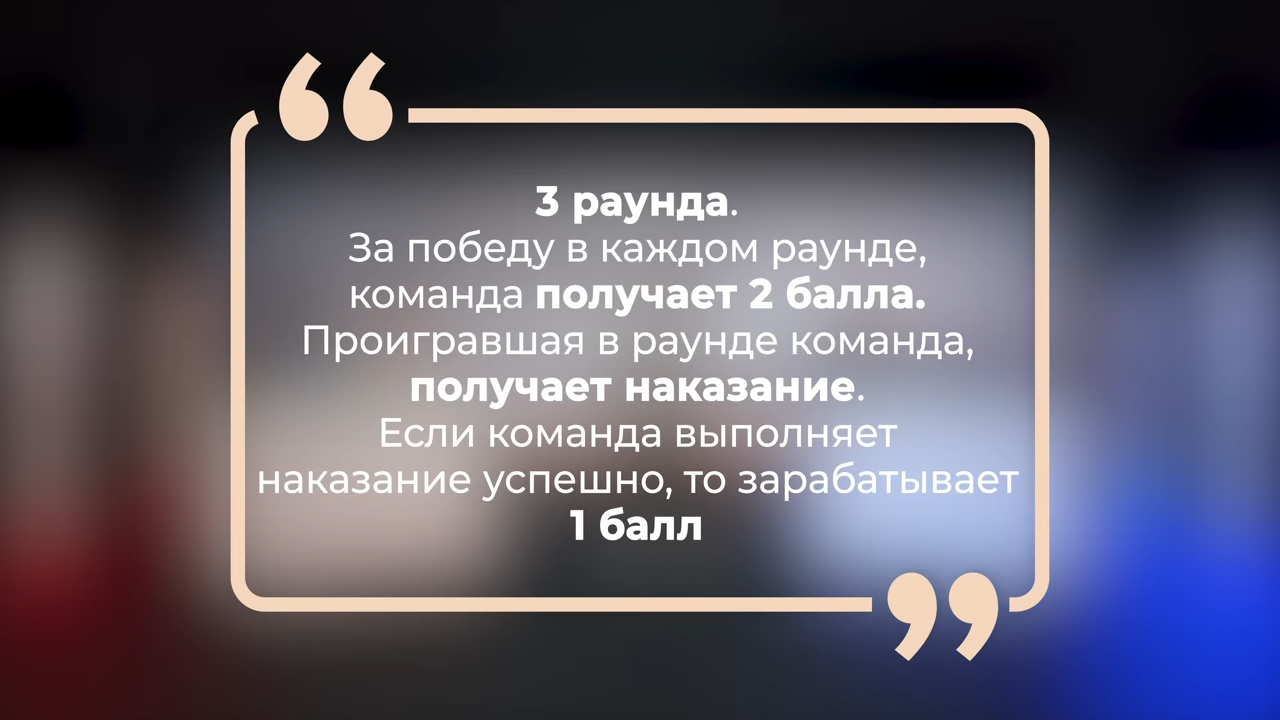 3 раунда.
За победу в каждом раунде,
команда получает 2 балла.
Проигравшая в раунде команда,
получает наказание.
Если команда выполняет
наказание успешно, то зарабатывает
1 балл